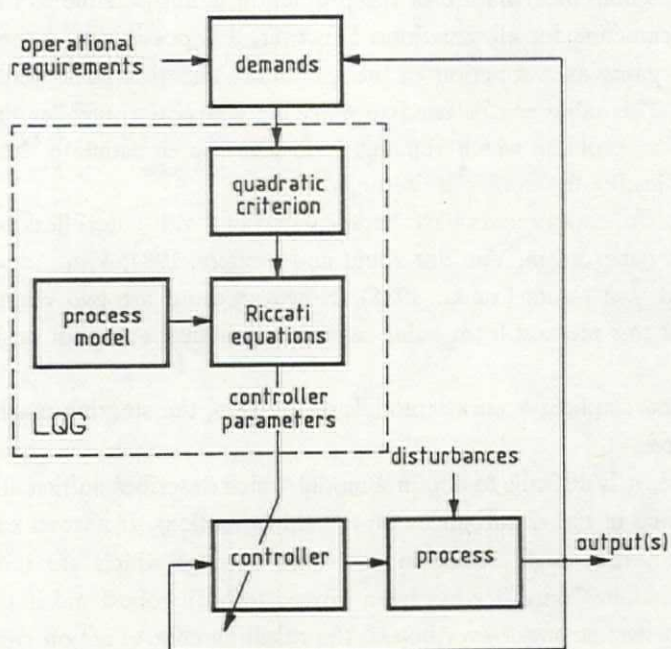 operational
requirements
demands
quadratic
criterion
process
model
Riccati
equations
controller
parameters
LQG
disturbances
controller
process
output(s)